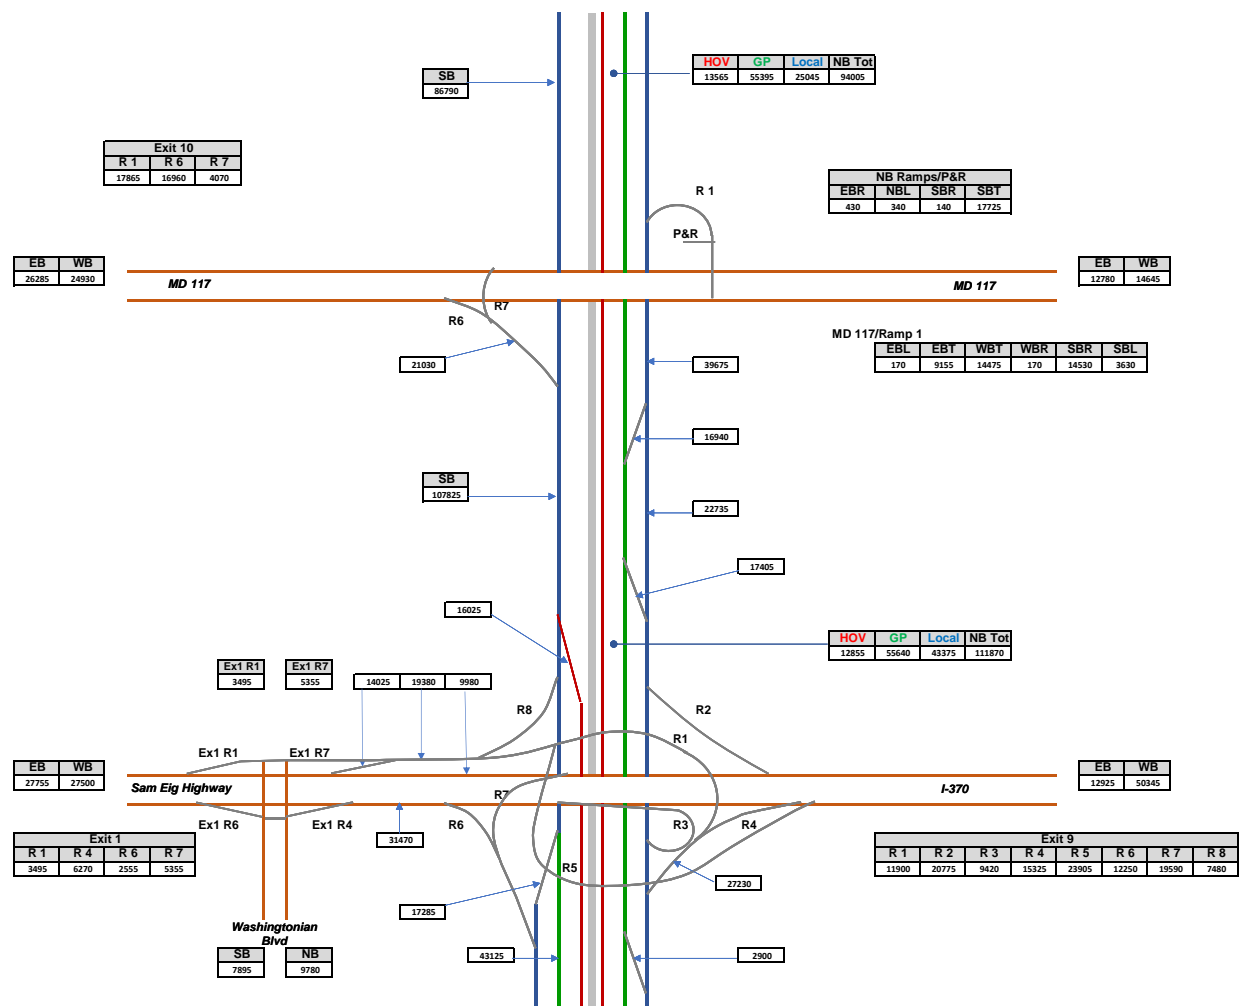 HOV GP Local NB Tot
13565 55395 25045 94005
SB
86790
Exit 10
R 1 R 6 R 7
17865 16960 4070
NB Ramps/P&R
EBR NBL SBR SBT
430 340 140 17725
R 1
P&R
EB WB
26285 24930
MD 117
MD 117
EB WB
12780 14645
R7
R6
MD 117/Ramp 1
EBL EBT WBT WBR SBR SBL
170 9155 14475 170 14530 3630
21030
39675
16940
SB
107825
22735
17405
16025
HOV GP Local NB Tot
12855 55640 43375 111870
Ex1 R1
3495
Ex1 R7
5355
14025 19380 9980
R8
R2
R1
Ex1 R1
Ex1 R7
EB WB
27755 27500
Sam Eig Highway
I-370
EB WB
12925 50345
R7
Ex1 R6
Ex1 R4
R6
R3
R4
31470
Exit 1
R 1 R 4 R 6 R 7
3495 6270 2555 5355
Exit 9
R 1 R 2 R 3 R 4 R 5 R 6 R 7 R 8
11900 20775 9420 15325 23905 12250 19590 7480
R5
27230
17285
Washingtonian
Blvd
SB
7895
NB
9780
43125
2900